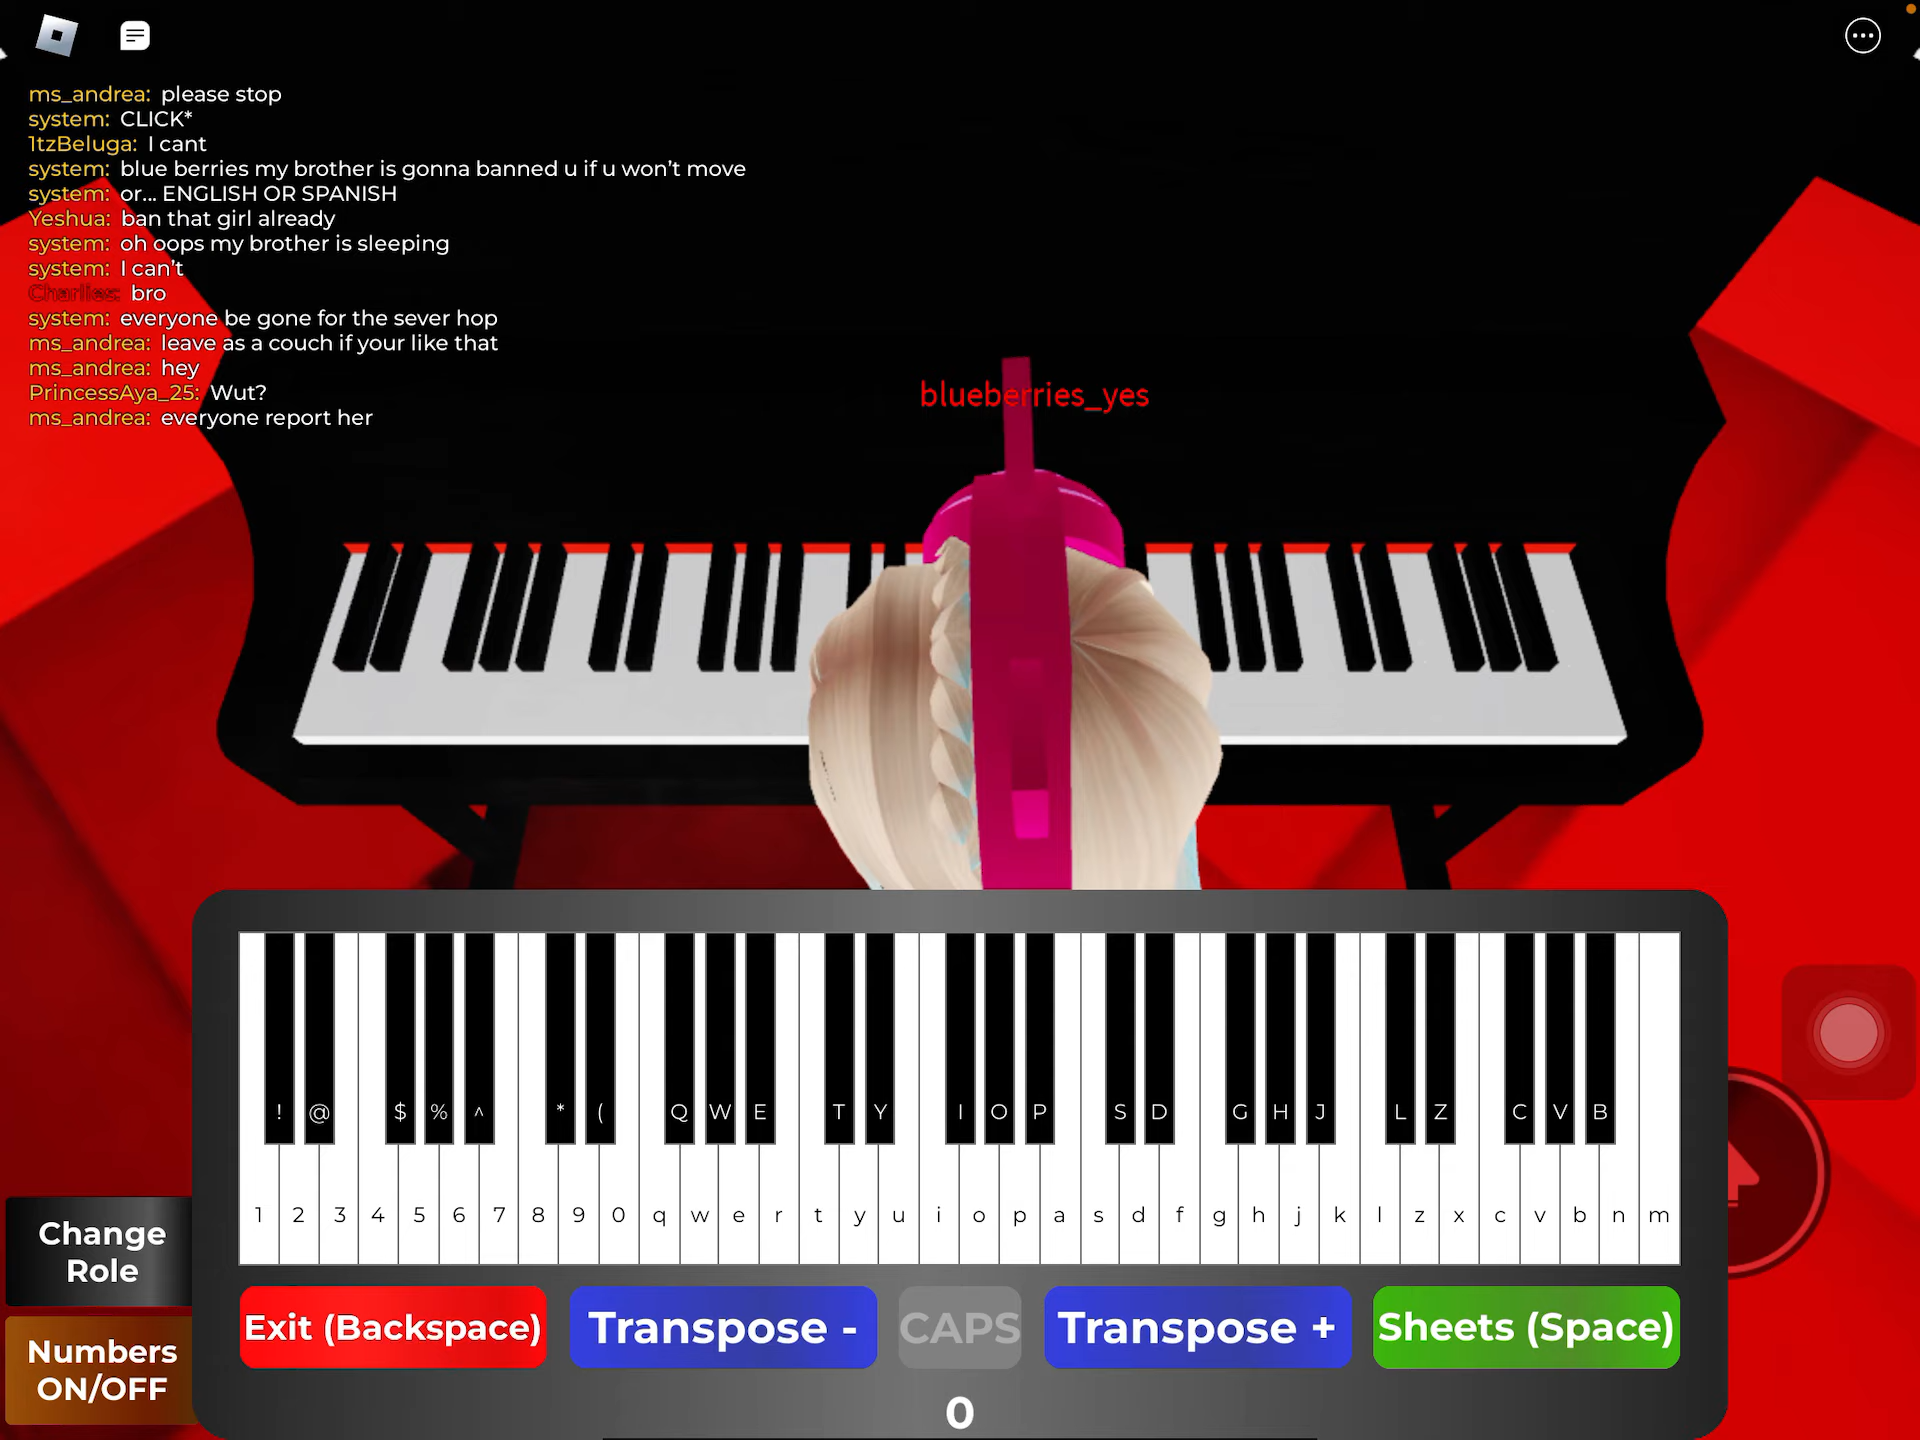 ms_andrea: please stop
system: CLICK*
1tzBeluga: I cant
system: blue berries my brother is gonna banned u if u won't move
system: or... ENGLISH OR SPANISH
Yeshua: ban that girl already
system: oh oops my brother is sleeping
system: I can't
Charlies: bro
system: everyone be gone for the sever hop
ms_andrea: leave as a couch if your like that
ms_andrea: hey
PrincessAya_25: Wut?
ms_andrea: everyone report her
blueberries_yes
! @ $ % ^ * ( Q W E T Y I O P S D G H J L Z C V B
1 2 3 4 5 6 7 8 9 0 q w e r t y u i o p a s d f g h j k l z x c v b n m
Change
Role
Numbers
ON/OFF
Exit (Backspace) Transpose - CAPS Transpose + Sheets (Space)
0